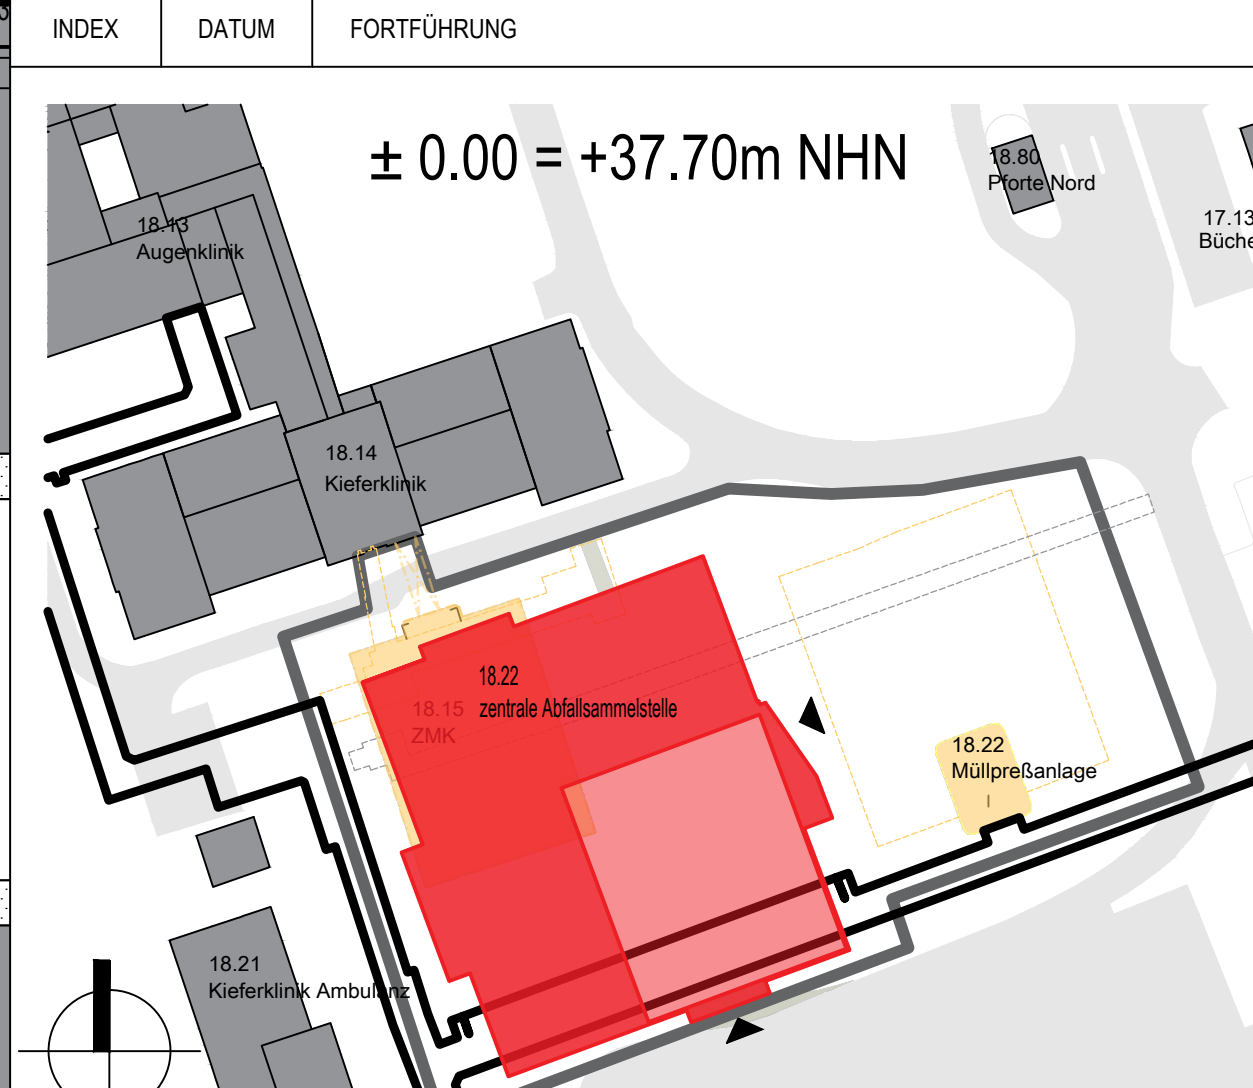 INDEX DATUM FORTFÜHRUNG
± 0.00 = +37.70m NHN
18.80
Pforte Nord
17.13
Büche
18.13
Augenklinik
18.14
Kieferklinik
18.22
zentrale Abfallsammelstelle
18.15
ZMK
18.22
Müllpreßanlage
18.21
Kieferklinik Ambulanz